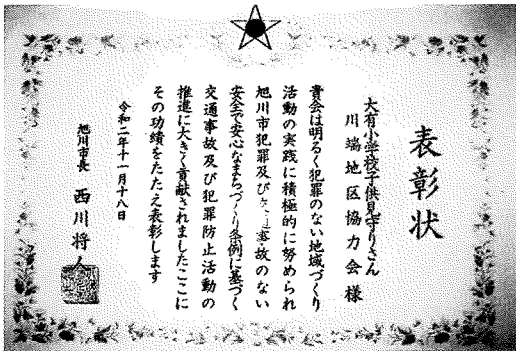 表彰状
大有小学校子供見守りさん
川端地区協力会 様
貴会は明るく犯罪のない地域づくり
活動の実践に積極的に努められ
旭川市犯罪及び交通事故のない
安全で安心なまちづくり条例に基づく
交通事故及び犯罪防止活動の
推進に大きく貢献されましたここに
その功績をたたえ表彰します
令和二年十一月十八日
旭川市長 西川将人